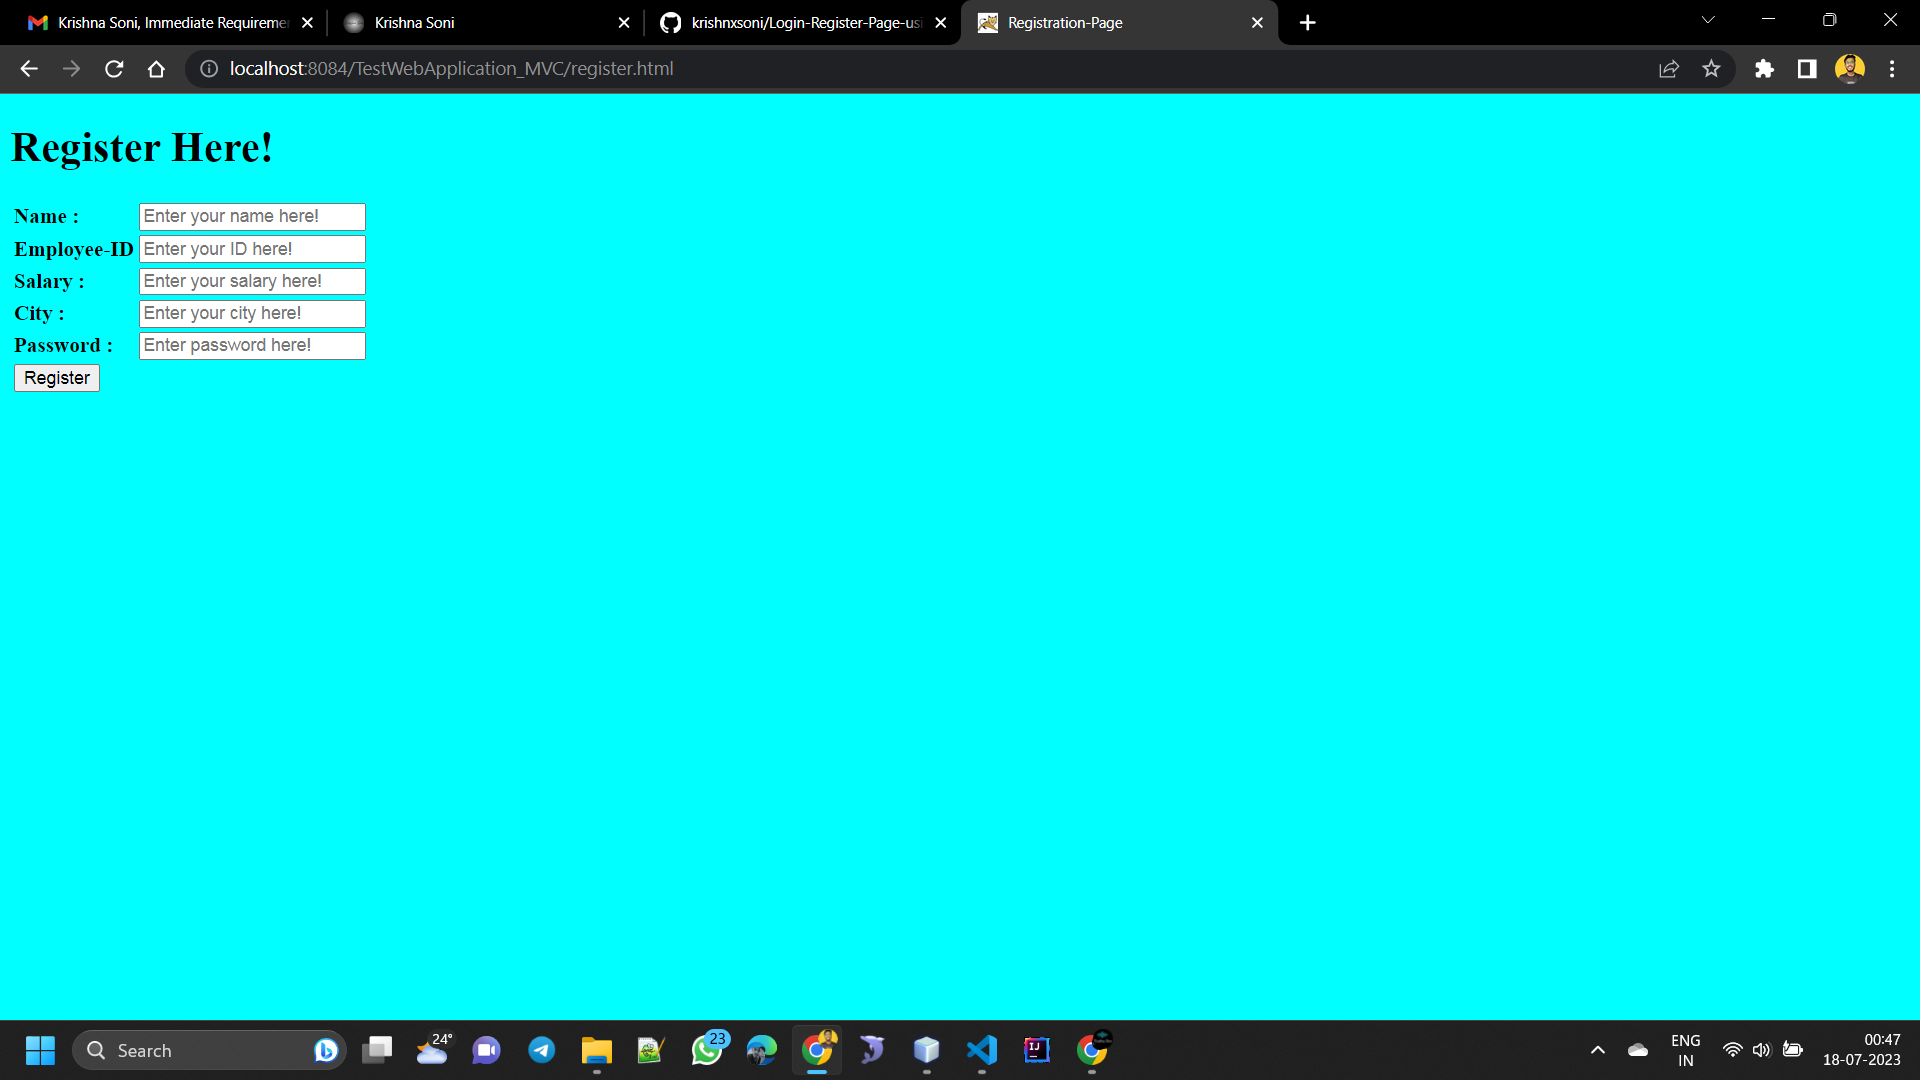 Krishna Soni, Immediate Requireme
Krishna Soni
krishnxsoni/Login-Register-Page-usi
Registration-Page
localhost:8084/TestWebApplication_MVC/register.html
Register Here!
Name : Enter your name here!
Employee-ID Enter your ID here!
Salary : Enter your salary here!
City : Enter your city here!
Password : Enter password here!
Register
Search
24°
23
IJ
ENG
IN
00:47
18-07-2023